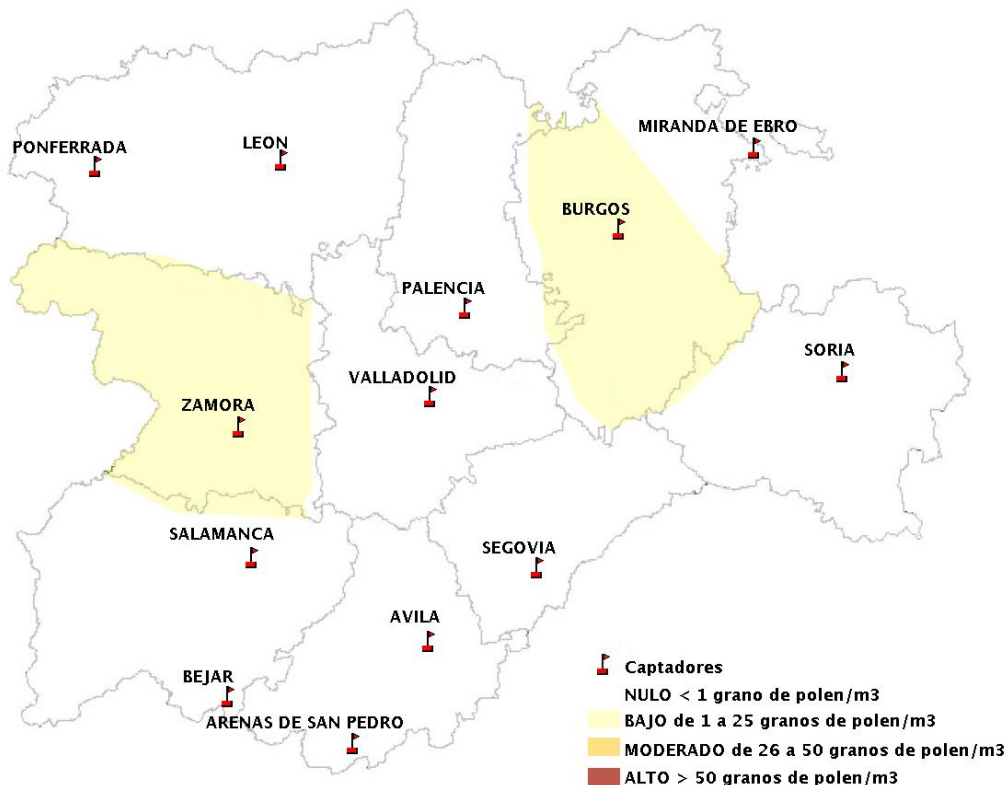 MIRANDA DE EBRO
PONFERRADA
LEON
BURGOS
PALENCIA
SORIA
VALLADOLID
ZAMORA
SALAMANCA
SEGOVIA
AVILA
BEJAR
ARENAS DE SAN PEDRO
Captadores
NULO < 1 grano de polen/m3
BAJO de 1 a 25 granos de polen/m3
MODERADO de 26 a 50 granos de polen/m3
ALTO > 50 granos de polen/m3